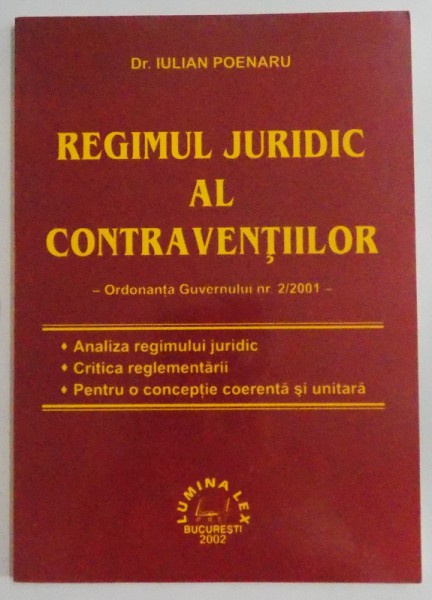 Dr. IULIAN POENARU
REGIMUL JURIDIC
AL
CONTRAVENȚIILOR
– Ordonanța Guvernului nr. 2/2001 –
♦ Analiza regimului juridic
♦ Critica reglementării
♦ Pentru o concepție coerentă și unitară
LUMINA LEX
BUCUREȘTI
2002